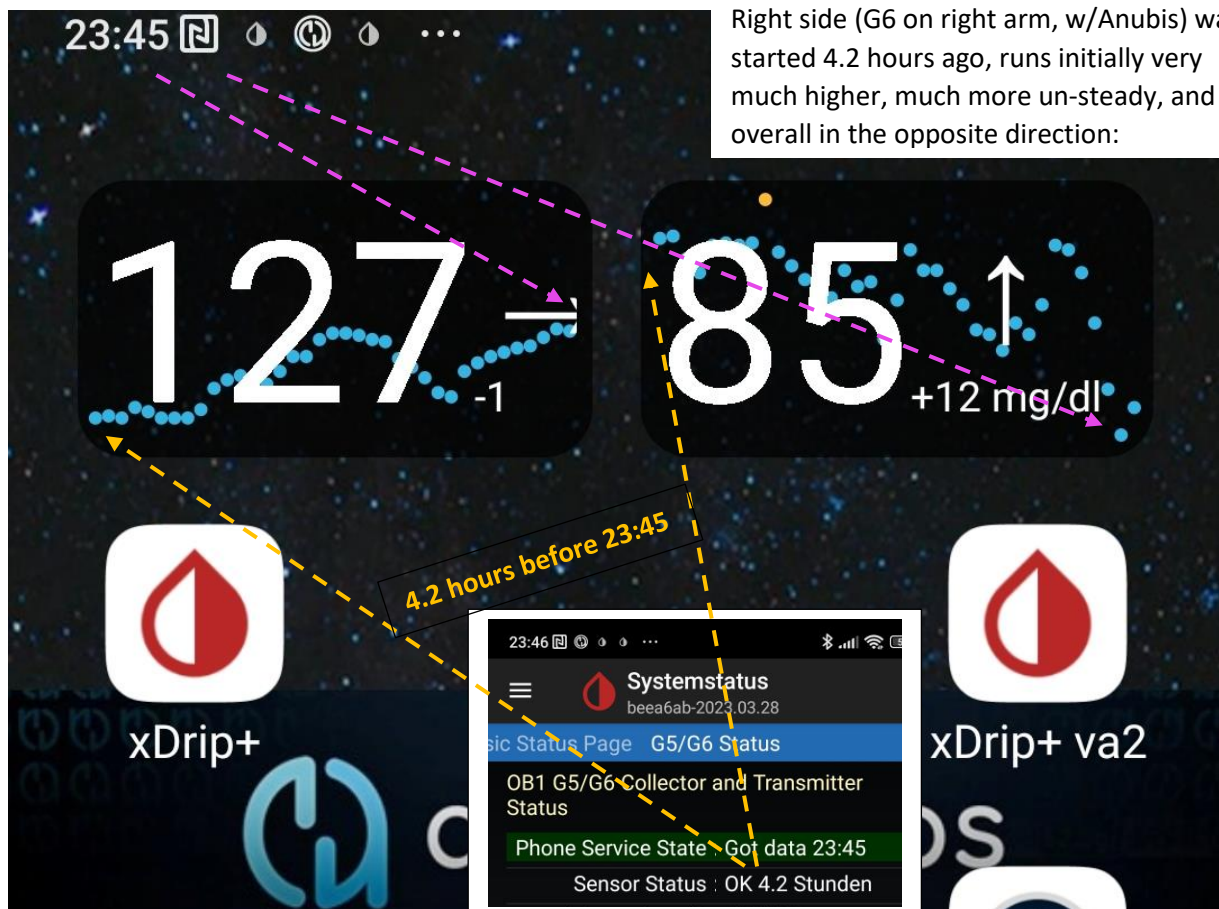 23:45
Right side (G6 on right arm, w/Anubis) wa
started 4.2 hours ago, runs initially very
much higher, much more un-steady, and
overall in the opposite direction:
127
-1
85
+12 mg/dl
4.2 hours before 23:45
xDrip+
xDrip+ va2
23:46
Systemstatus
beea6ab-2023.03.28
sic Status Page G5/G6 Status
OB1 G5/G6 Collector and Transmitter
Status
Phone Service State : Got data 23:45
Sensor Status : OK 4.2 Stunden